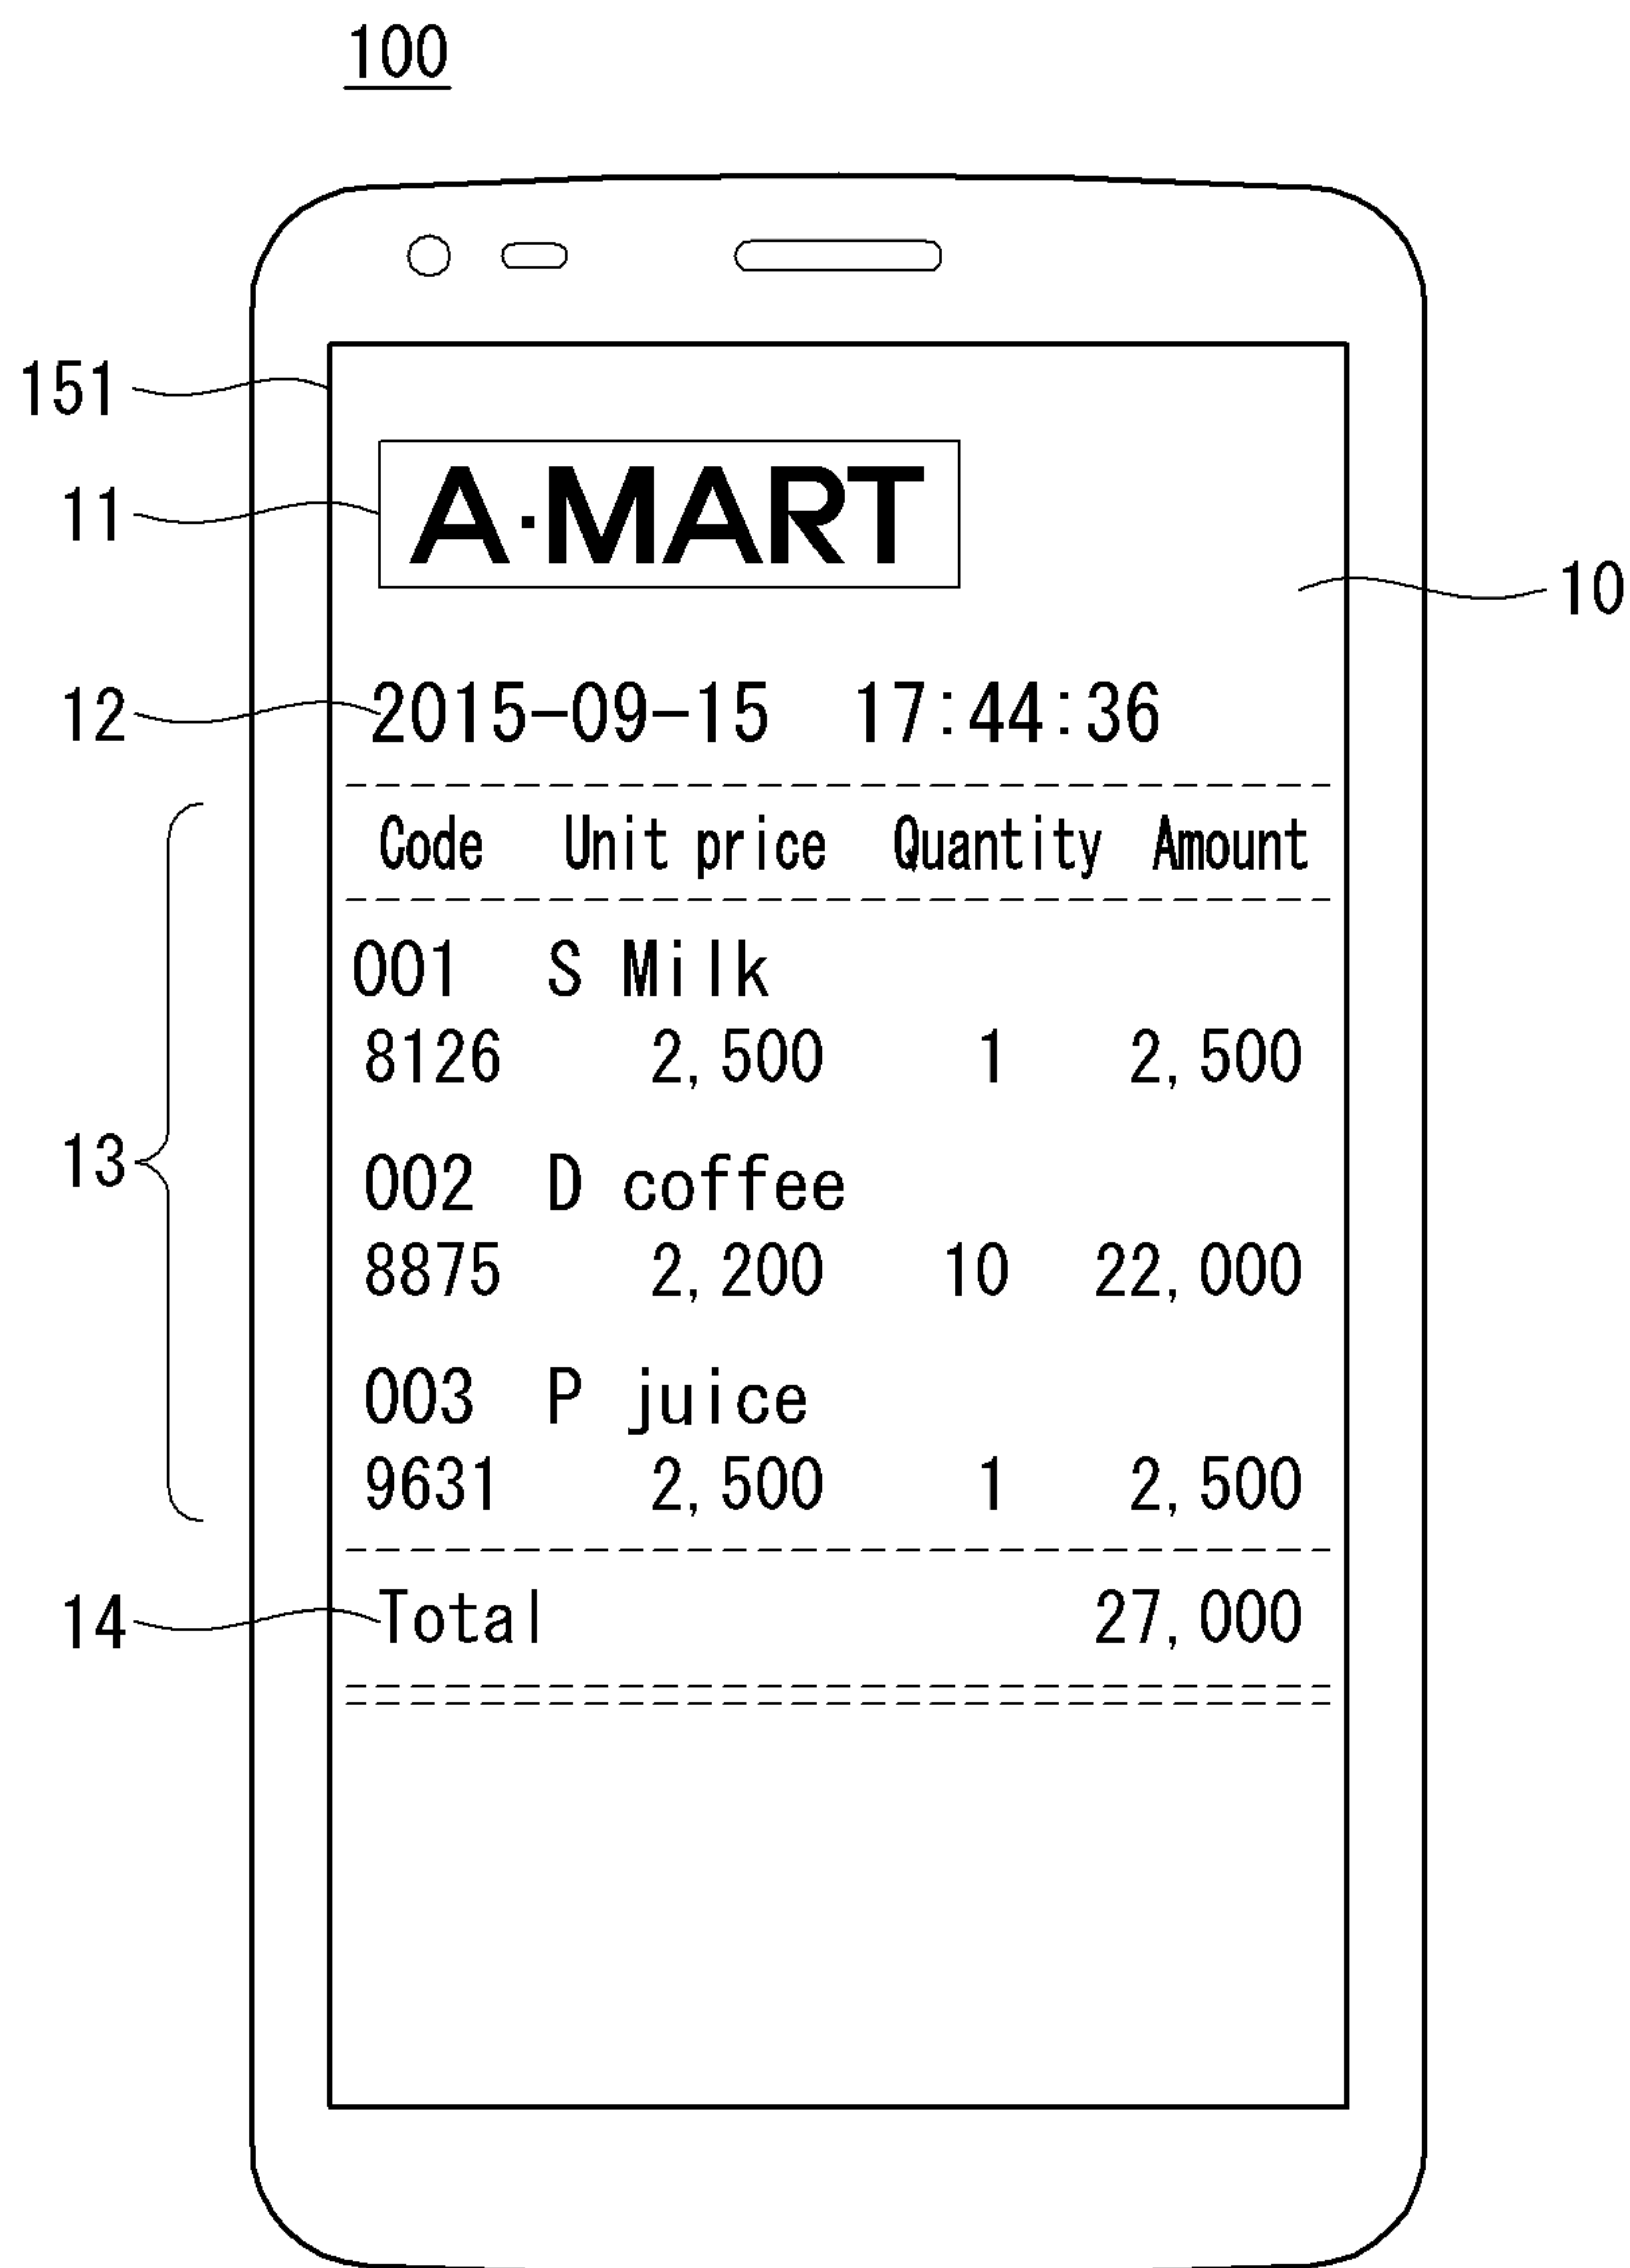 100
151
11
A·MART
10
12
2015-09-15 17:44:36
Code Unit price Quantity Amount
001 S Milk
8126 2,500 1 2,500
13
002 D coffee
8875 2,200 10 22,000
003 P juice
9631 2,500 1 2,500
14
Total 27,000